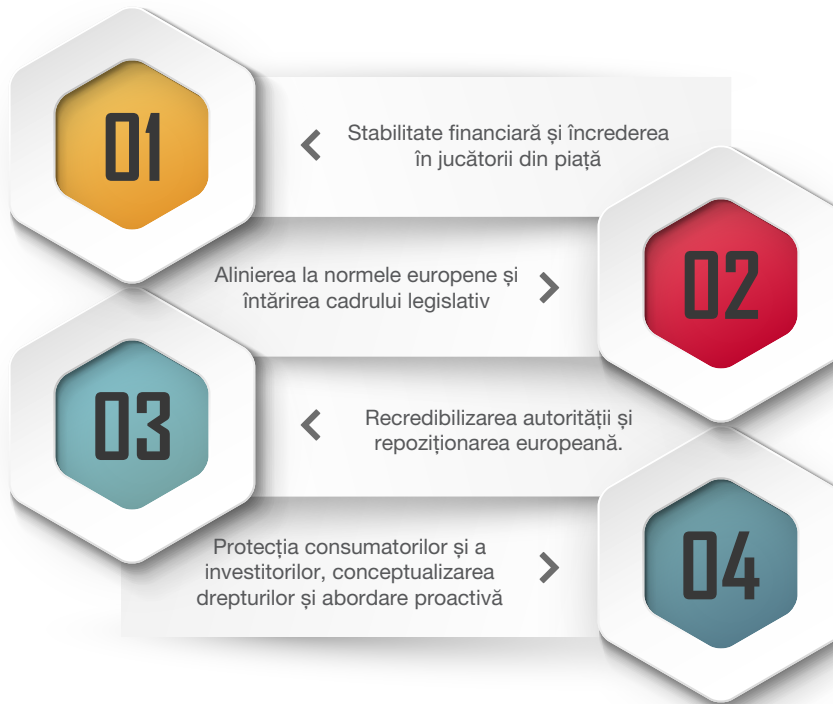 01
Stabilitate financiară și încrederea
în jucătorii din piață
Alinierea la normele europene și
întărirea cadrului legislativ
02
03
Recredibilizarea autorității și
repoziționarea europeană.
Protecția consumatorilor și a
investitorilor, conceptualizarea
drepturilor și abordare proactivă
04